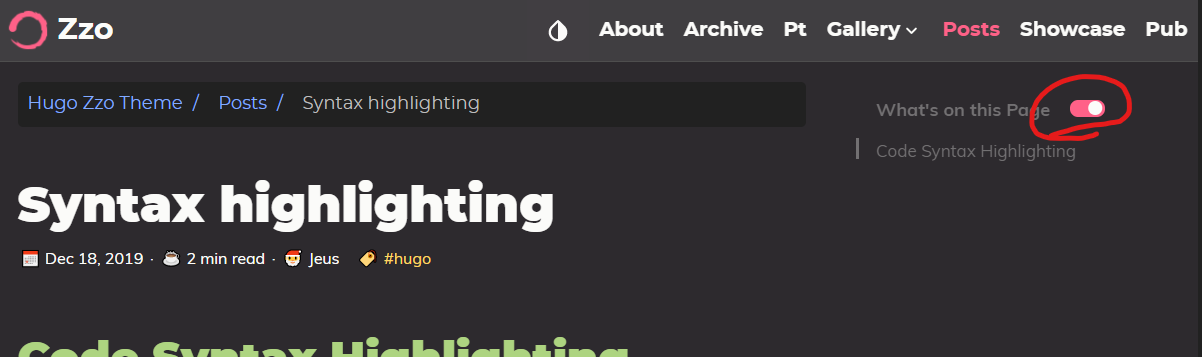 Zzo About Archive Pt Gallery Posts Showcase Pub
Hugo Zzo Theme / Posts / Syntax highlighting
What's on this Page
Code Syntax Highlighting
Syntax highlighting
Dec 18, 2019 · 2 min read · Jeus #hugo
Code Syntax Highlighting